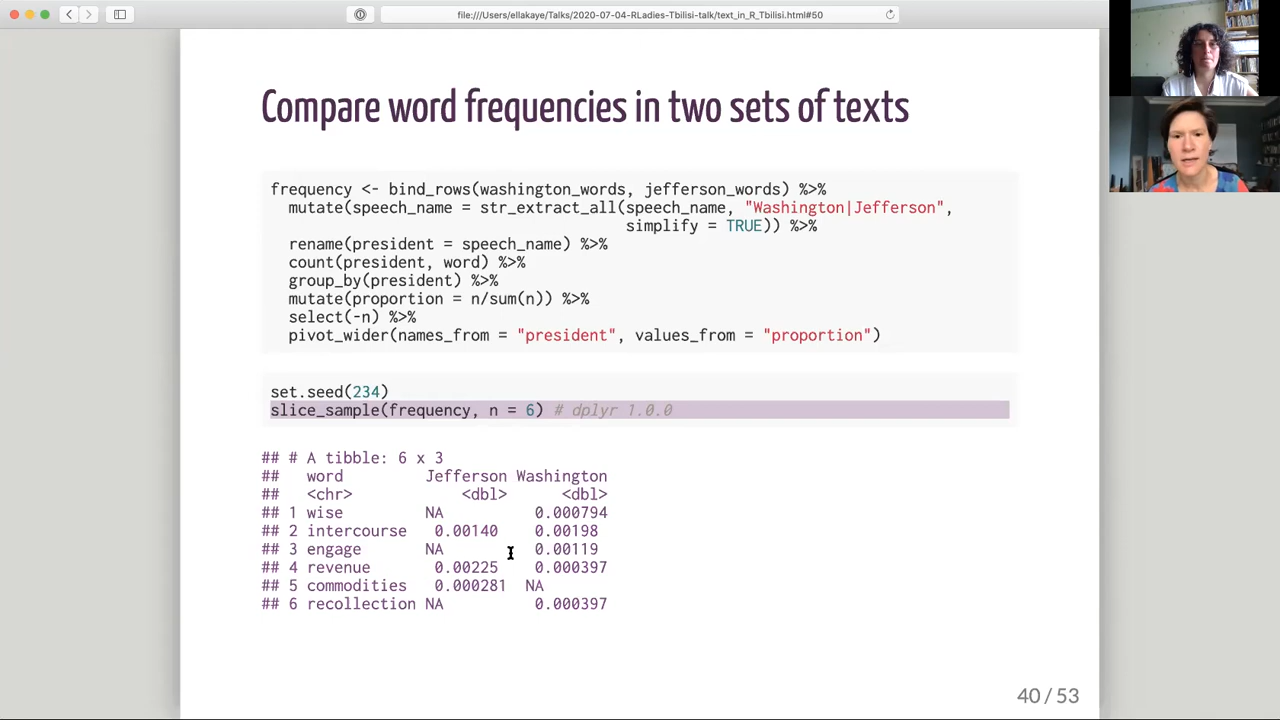 file:///Users/ellakaye/Talks/2020-07-04-RLadies-Tbilisi-talk/text_in_R_Tbilisi.html#50
Compare word frequencies in two sets of texts
frequency <- bind_rows(washington_words, jefferson_words) %>%
  mutate(speech_name = str_extract_all(speech_name, "Washington|Jefferson",
                                       simplify = TRUE)) %>%
  rename(president = speech_name) %>%
  count(president, word) %>%
  group_by(president) %>%
  mutate(proportion = n/sum(n)) %>%
  select(-n) %>%
  pivot_wider(names_from = "president", values_from = "proportion")
set.seed(234)
slice_sample(frequency, n = 6) # dplyr 1.0.0
## # A tibble: 6 x 3
##   word         Jefferson Washington
##   <chr>            <dbl>      <dbl>
## 1 wise         NA          0.000794
## 2 intercourse   0.00140    0.00198
## 3 engage       NA          0.00119
## 4 revenue       0.00225    0.000397
## 5 commodities   0.000281  NA
## 6 recollection NA          0.000397
40 / 53